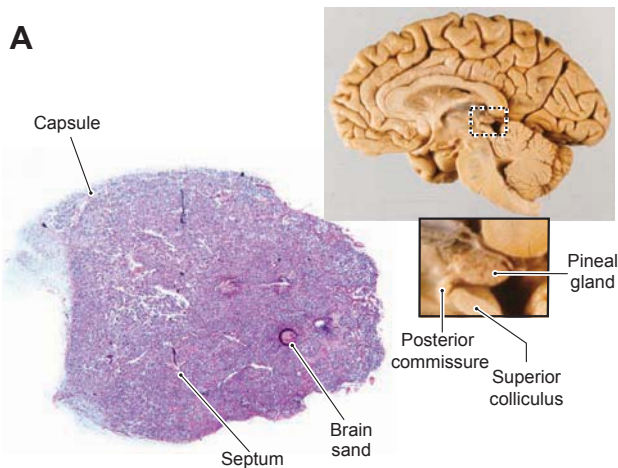 A
Capsule
Pineal
gland
Posterior
commissure
Superior
colliculus
Brain
sand
Septum